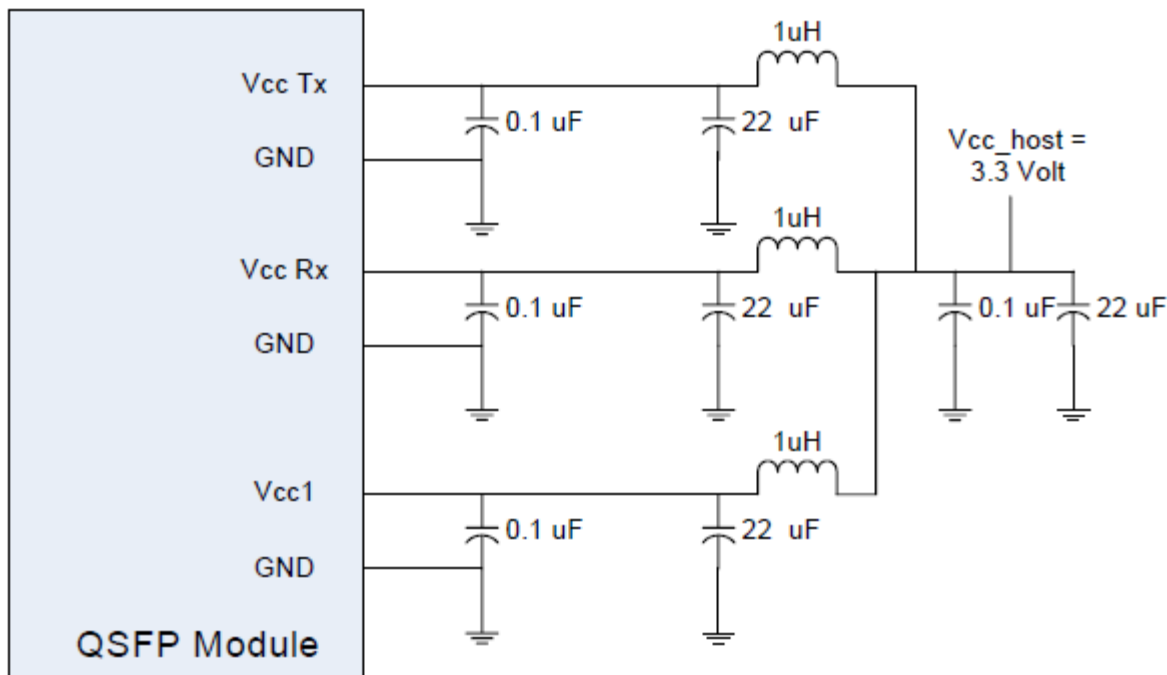 1uH
Vcc Tx
0.1 uF
22 uF
GND
Vcc_host =
3.3 Volt
1uH
Vcc Rx
0.1 uF
22 uF
0.1 uF
22 uF
GND
1uH
Vcc1
0.1 uF
22 uF
GND
QSFP Module